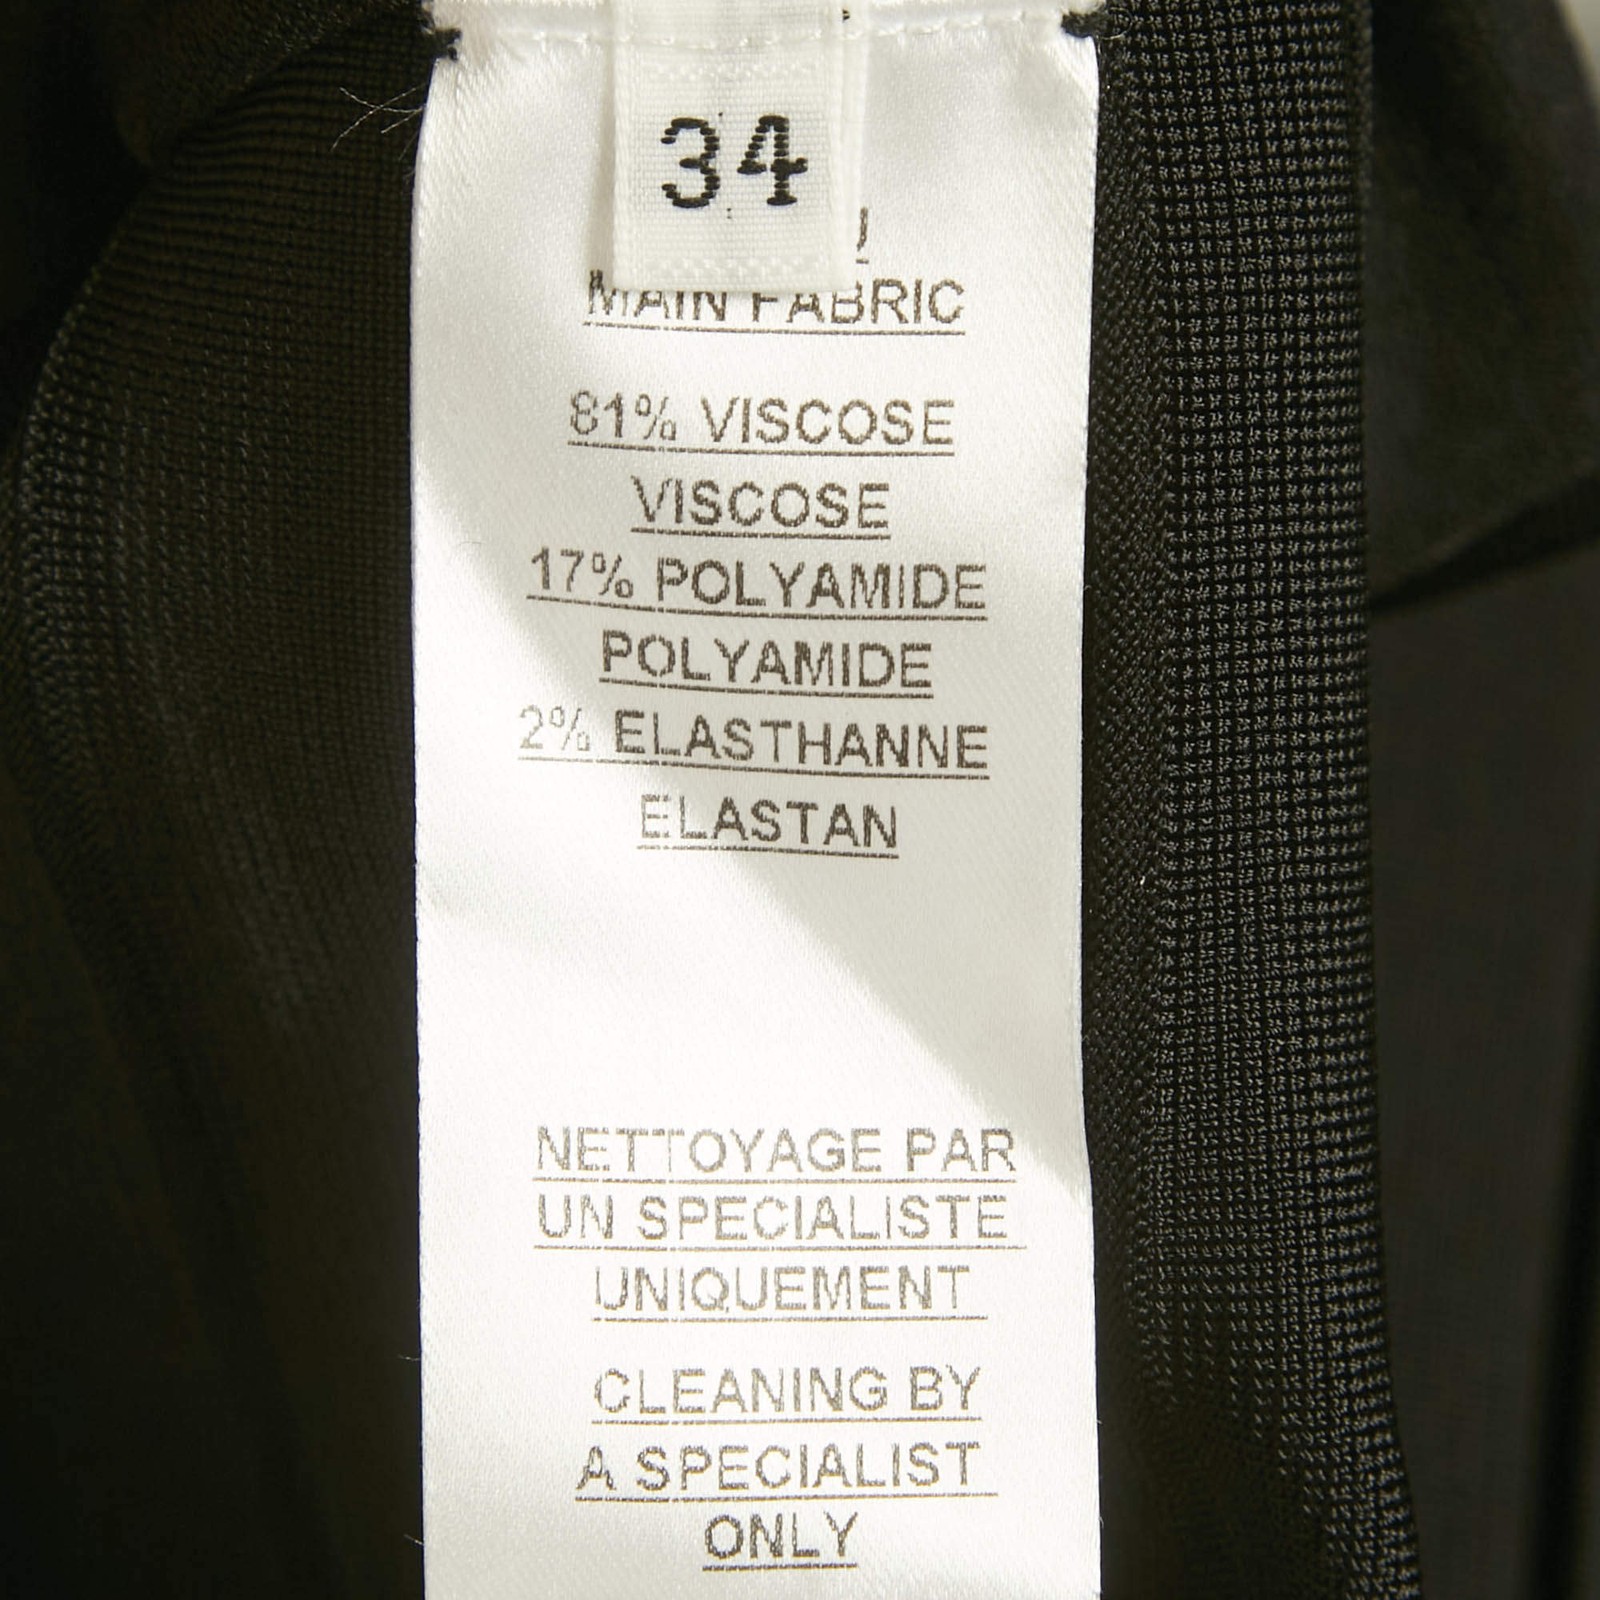 34
MAIN FABRIC
81% VISCOSE
VISCOSE
17% POLYAMIDE
POLYAMIDE
2% ELASTHANNE
ELASTAN
NETTOYAGE PAR
UN SPECIALISTE
UNIQUEMENT
CLEANING BY
A SPECIALIST
ONLY